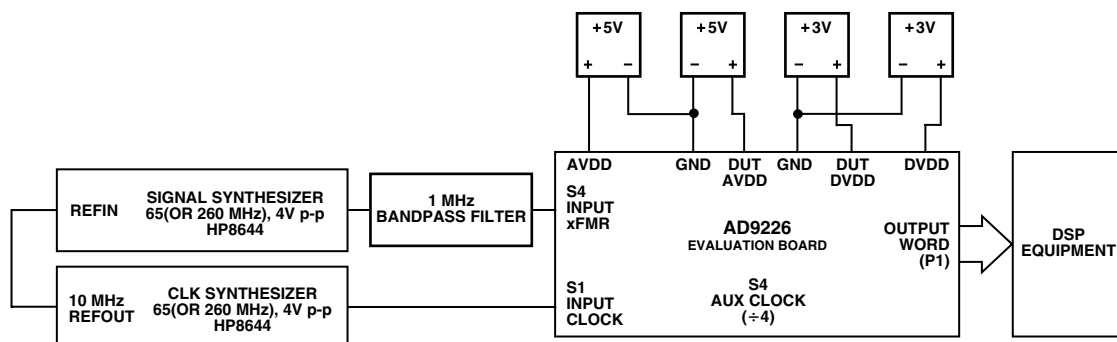 +5V
+ −
+5V
− +
+3V
− +
+3V
− +
AVDD
GND
DUT
AVDD
GND
DUT
DVDD
DVDD
REFIN
SIGNAL SYNTHESIZER
65(OR 260 MHz), 4V p-p
HP8644
1 MHz
BANDPASS FILTER
S4
INPUT
xFMR
AD9226
EVALUATION BOARD
OUTPUT
WORD
(P1)
DSP
EQUIPMENT
10 MHz
REFOUT
CLK SYNTHESIZER
65(OR 260 MHz), 4V p-p
HP8644
S1
INPUT
CLOCK
S4
AUX CLOCK
(÷4)